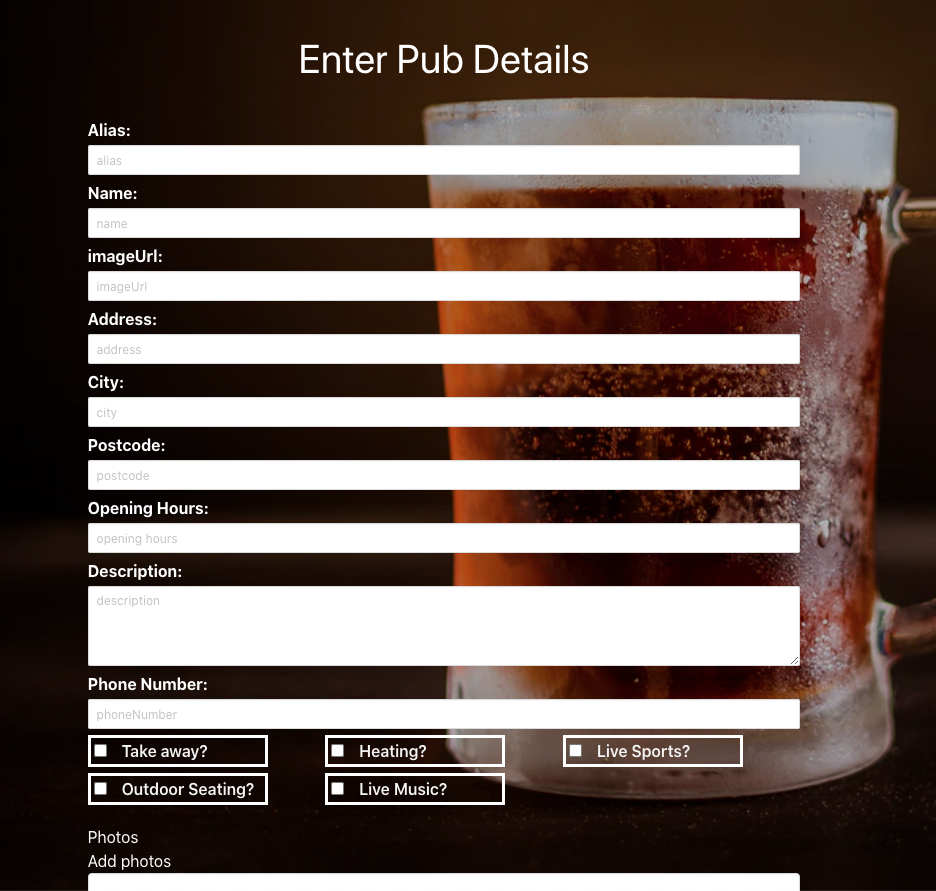 Enter Pub Details
Alias:
alias
Name:
name
imageUrl:
imageUrl
Address:
address
City:
city
Postcode:
postcode
Opening Hours:
opening hours
Description:
description
Phone Number:
phoneNumber
Take away? Heating? Live Sports?
Outdoor Seating? Live Music?
Photos
Add photos